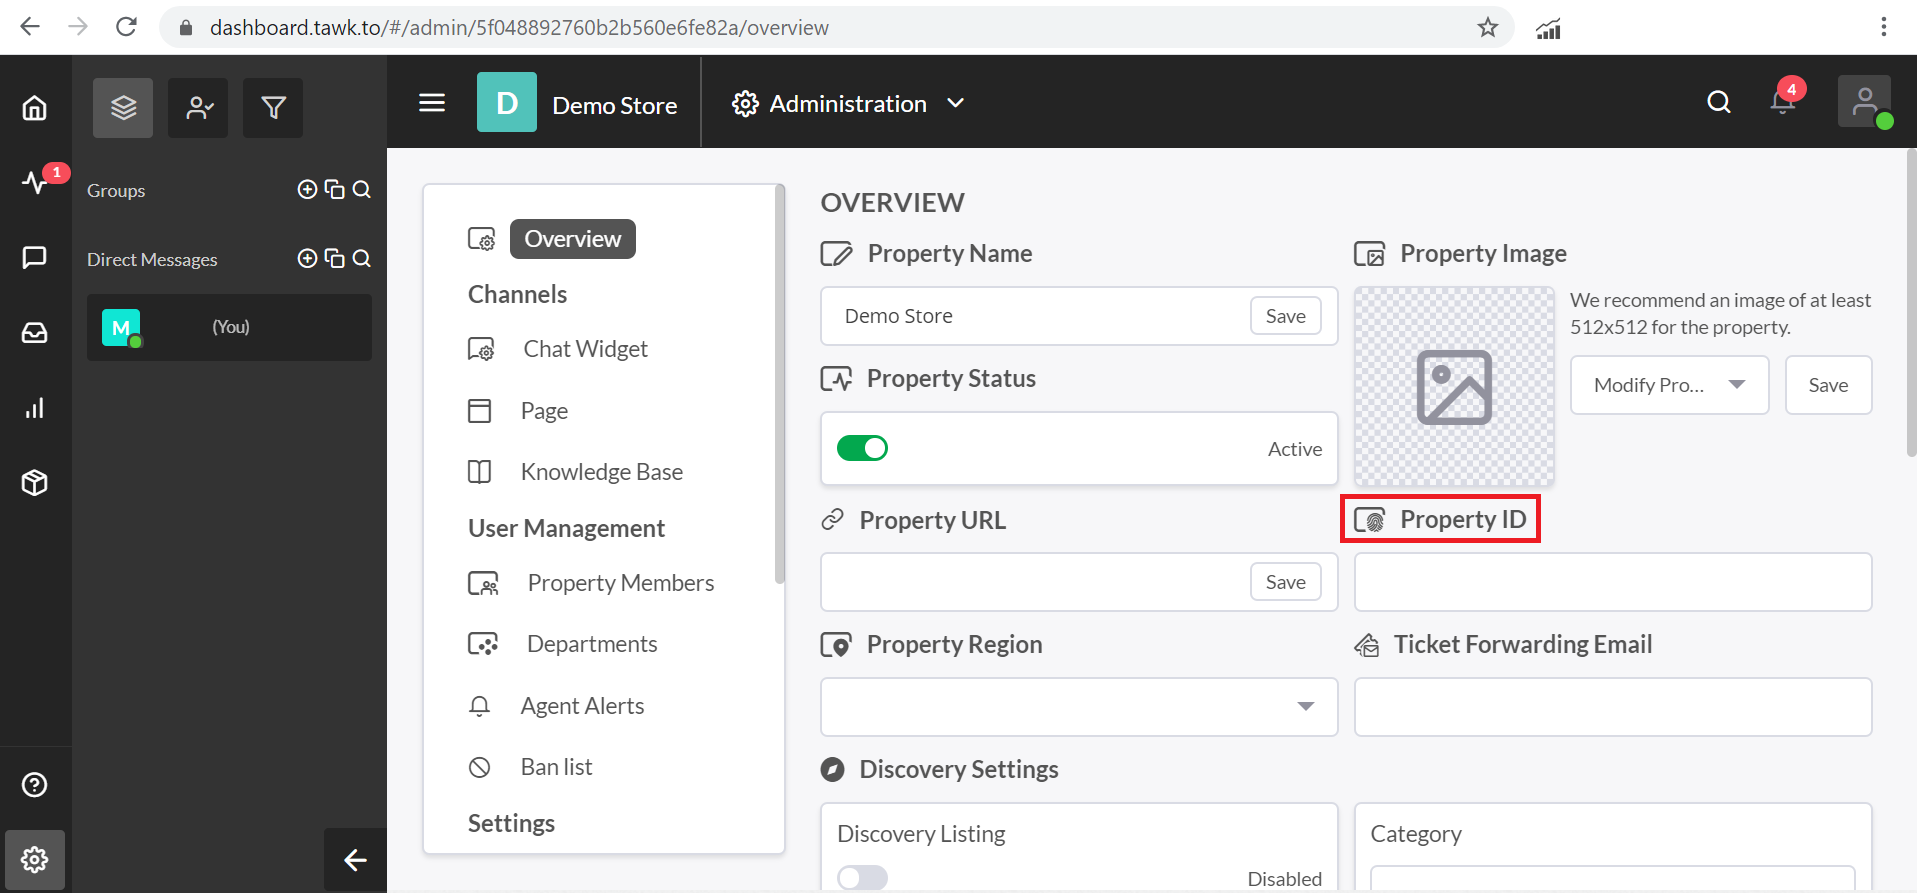 dashboard.tawk.to/#/admin/5f048892760b2b560e6fe82a/overview
D Demo Store Administration 4
1
Groups
Direct Messages
M (You)
Overview
Channels
Chat Widget
Page
Knowledge Base
User Management
Property Members
Departments
Agent Alerts
Ban list
Settings
OVERVIEW
Property Name
Demo Store Save
Property Image
We recommend an image of at least
512x512 for the property.
Modify Pro... Save
Property Status
Active
Property URL
Save
Property ID
Property Region
Ticket Forwarding Email
Discovery Settings
Discovery Listing
Disabled
Category